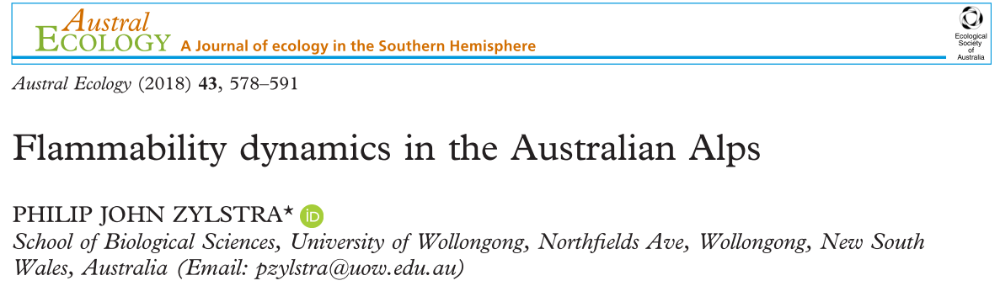 Austral
ECOLOGY A Journal of ecology in the Southern Hemisphere
Ecological
Society
of
Australia
Austral Ecology (2018) 43, 578–591
Flammability dynamics in the Australian Alps
PHILIP JOHN ZYLSTRA* iD
School of Biological Sciences, University of Wollongong, Northfields Ave, Wollongong, New South
Wales, Australia (Email: pzylstra@uow.edu.au)